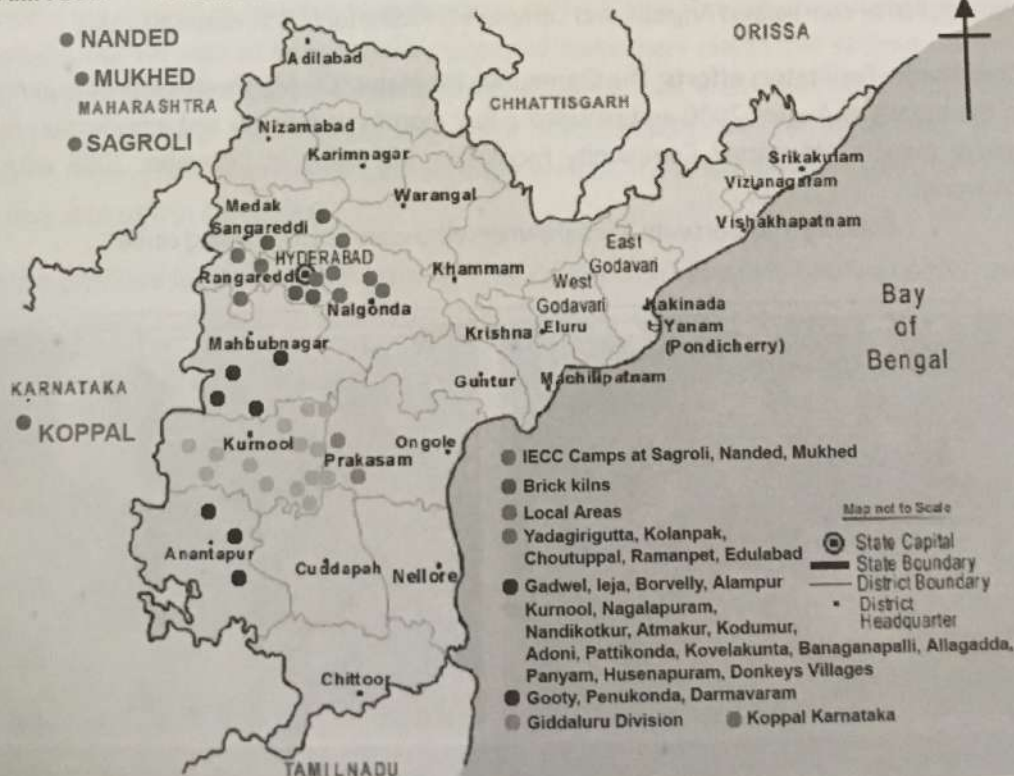 NANDED
MUKHED
MAHARASHTRA
SAGROLI
KARNATAKA
KOPPAL
ORISSA
CHHATTISGARH
Adilabad
Nizamabad
Karimnagar
Warangal
Medak
Sangareddi
HYDERABAD
Rangareddi
Nalgonda
Khammam
Srikakulam
Vizianagaram
Vishakhapatnam
East
Godavari
West
Godavari
Kakinada
Yanam
(Pondicherry)
Krishna
Eluru
Mahbubnagar
Guntur
Machilipatnam
Bay
of
Bengal
Kurnool
Ongole
Prakasam
Anantapur
Cuddapah
Nellore
Chittoor
TAMILNADU
IECC Camps at Sagroli, Nanded, Mukhed
Brick kilns
Local Areas
Yadagirigutta, Kolanpak,
Choutuppal, Ramanpet, Edulabad
Gadwel, Ieja, Borvelly, Alampur
Kurnool, Nagalapuram,
Nandikotkur, Atmakur, Kodumur,
Adoni, Pattikonda, Kovelakunta, Banaganapalli, Allagadda,
Panyam, Husenapuram, Donkeys Villages
Gooty, Penukonda, Darmavaram
Giddaluru Division
Koppal Karnataka
Map not to Scale
State Capital
State Boundary
District Boundary
District
Headquarter